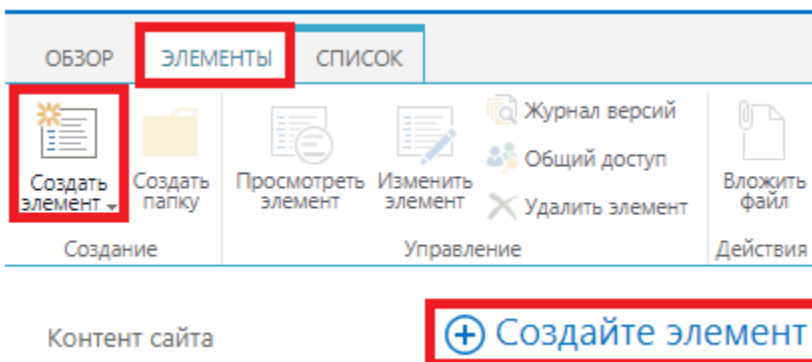 ОБЗОР ЭЛЕМЕНТЫ СПИСОК
Создать элемент
Создать папку
Просмотреть элемент
Изменить элемент
Журнал версий
Общий доступ
Удалить элемент
Вложить файл
Создание Управление Действия
Контент сайта
Создайте элемент